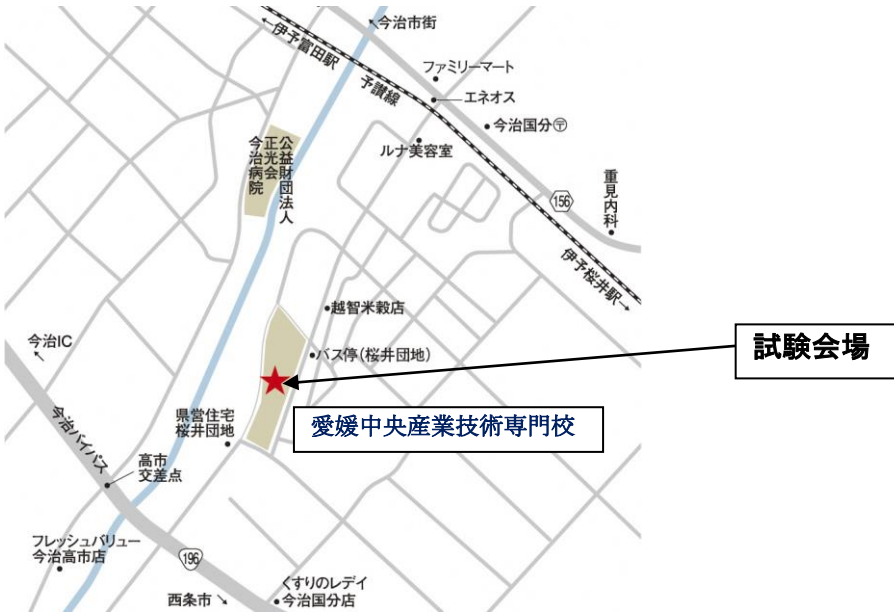 ↖今治市街
←伊予富田駅
予讃線
ファミリーマート
エネオス
今治国分〒
ルナ美容室
公益財団法人
正光会
今治病院
156
重見内科
伊予桜井駅→
越智米穀店
バス停(桜井団地)
今治IC
↖
試験会場
愛媛中央産業技術専門校
県営住宅
桜井団地
今治バイパス
高市
交差点
フレッシュバリュー
今治高市店
196
西条市↘
くすりのレデイ
今治国分店